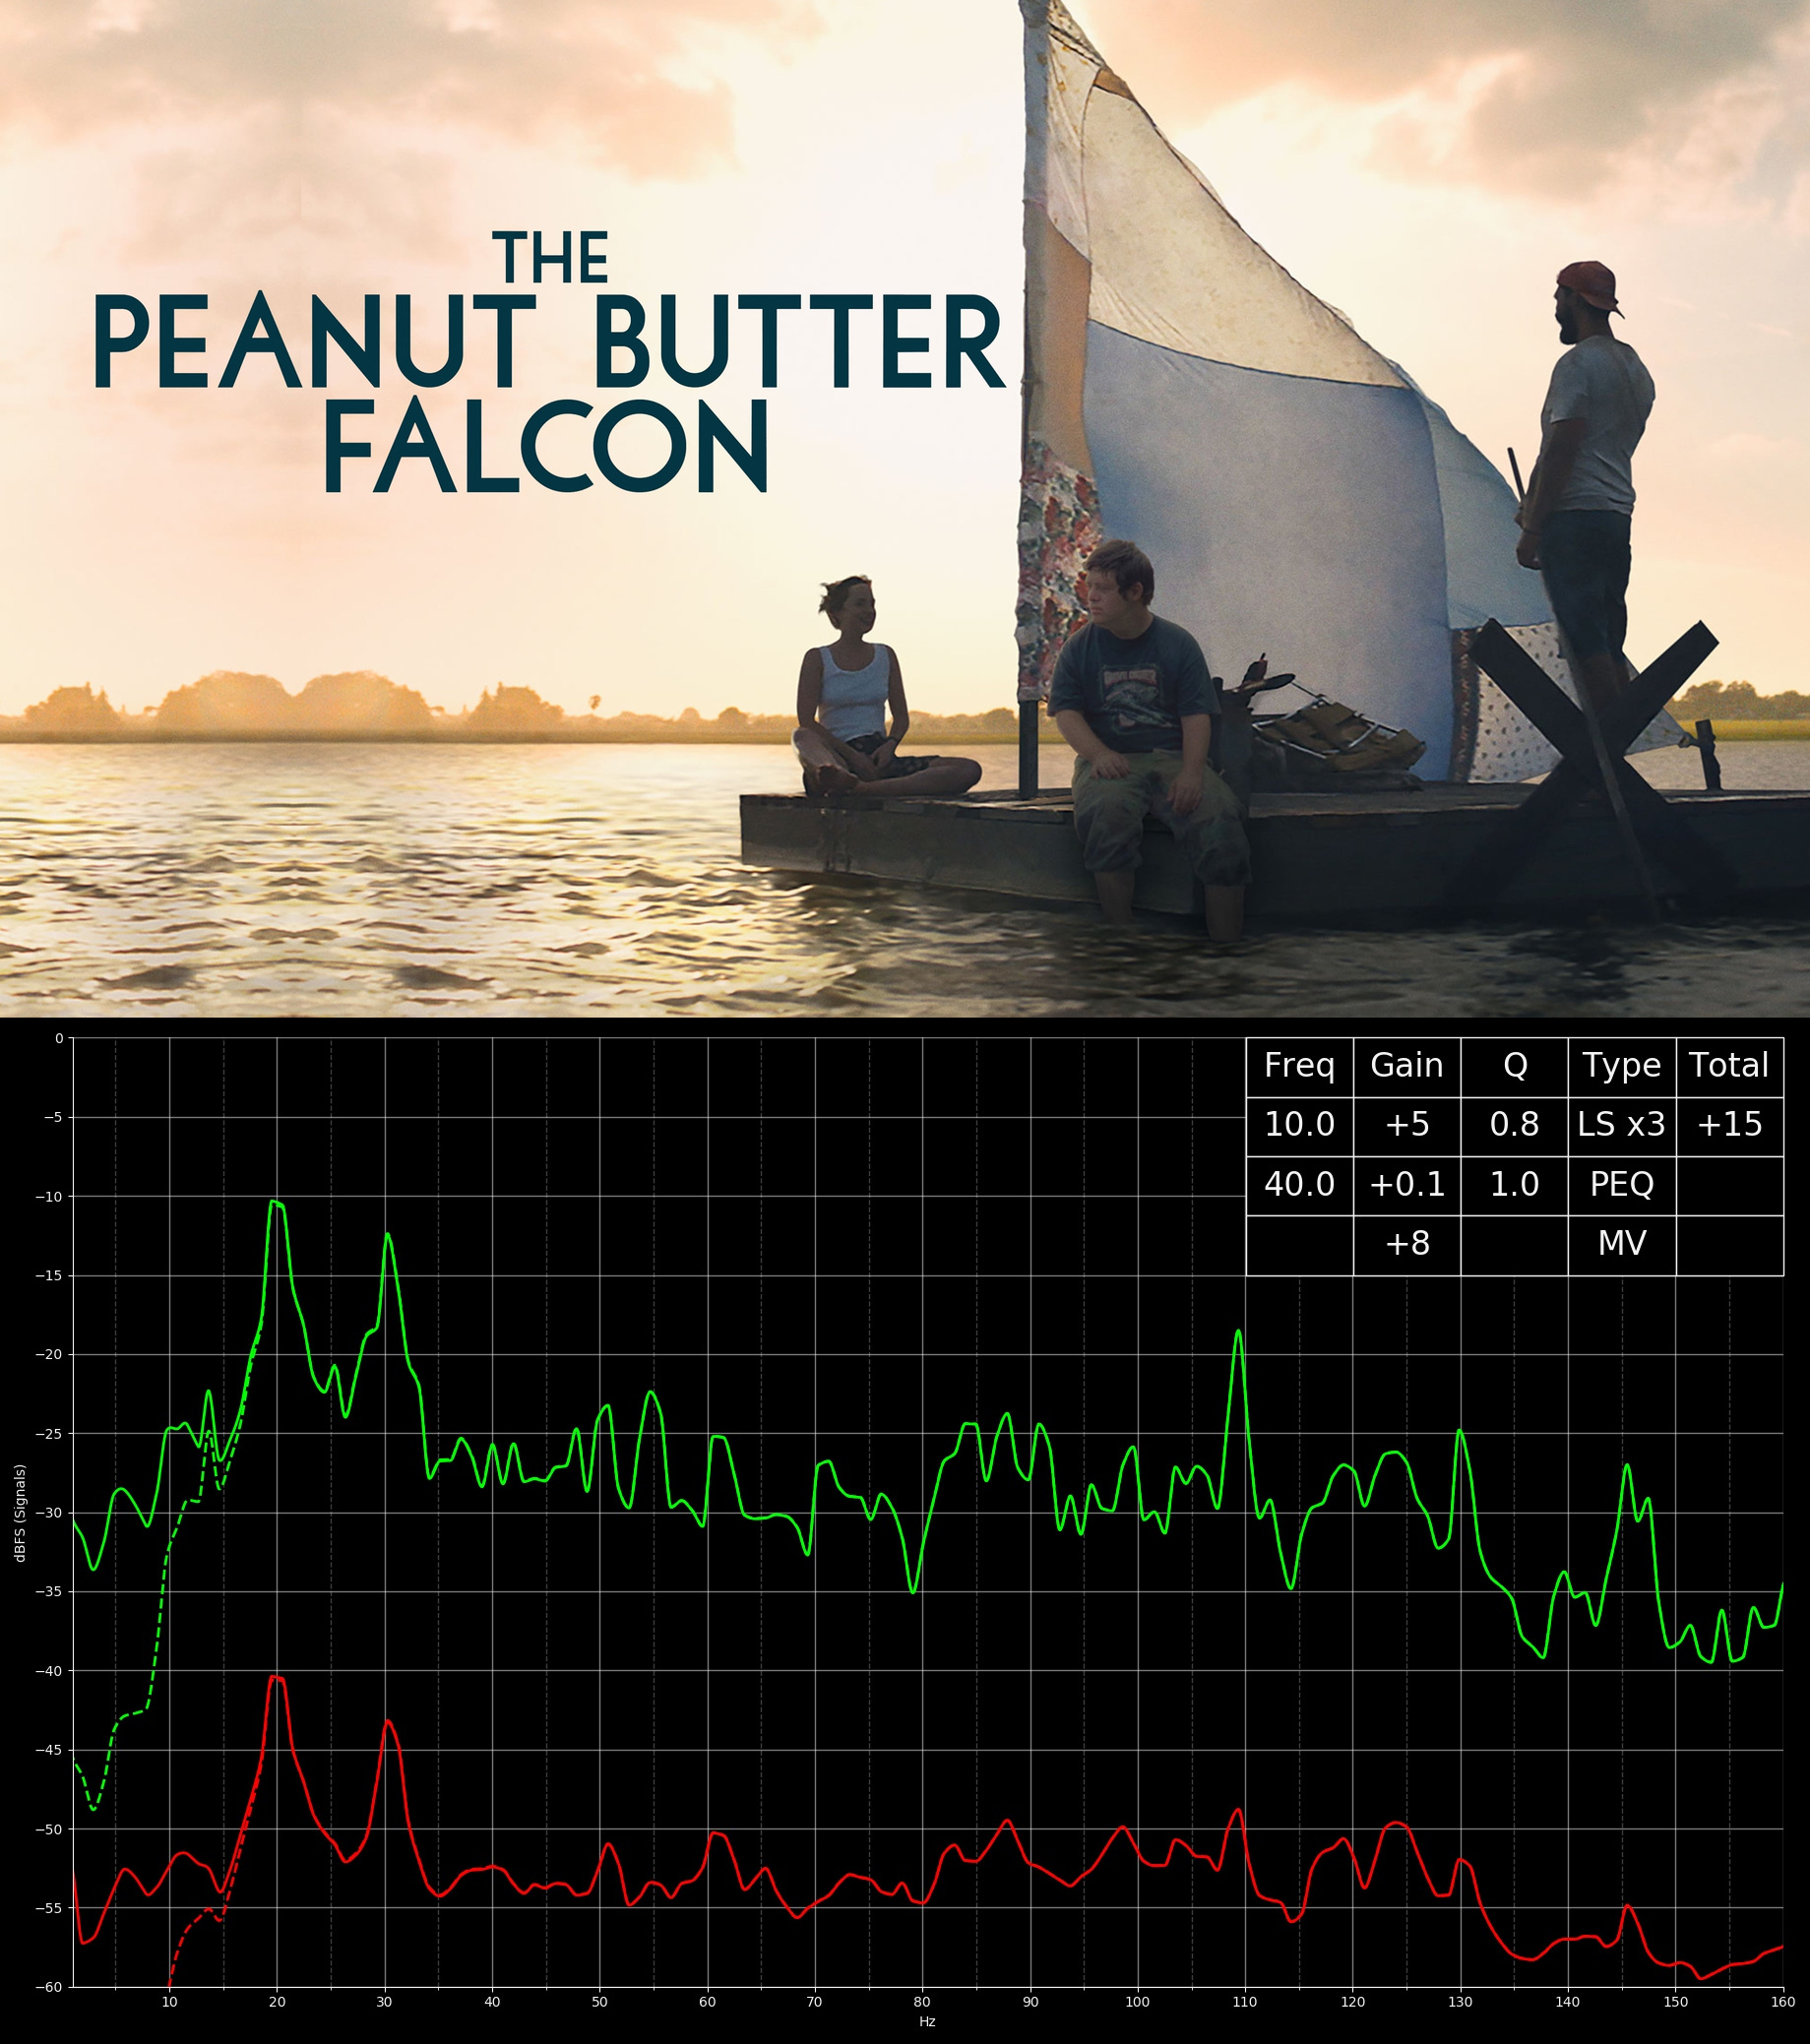 THE
PEANUT BUTTER
FALCON
Freq Gain Q Type Total
10.0 +5 0.8 LS x3 +15
40.0 +0.1 1.0 PEQ
+8 MV
0
−5
−10
−15
−20
−25
−30
−35
−40
−45
−50
−55
−60
dBFS (Signals)
10 20 30 40 50 60 70 80 90 100 110 120 130 140 150 160
Hz